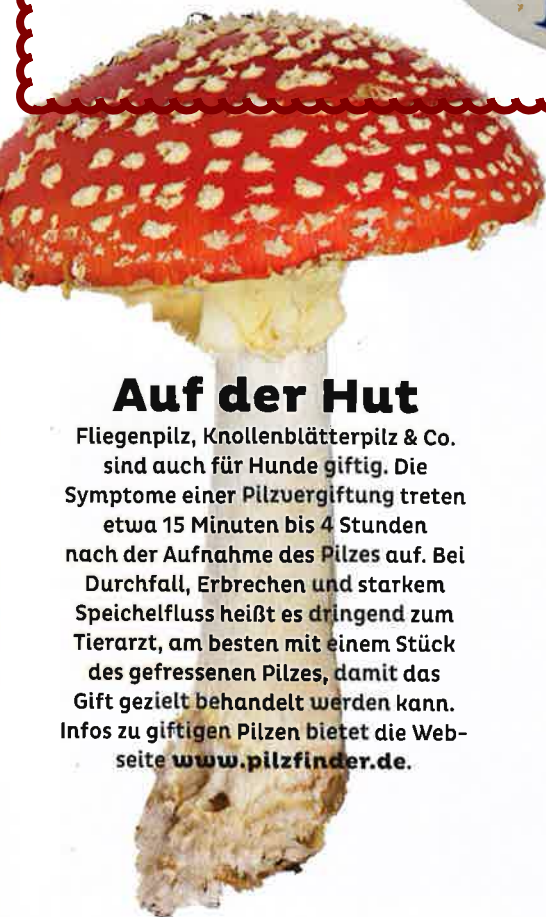 Auf der Hut
Fliegenpilz, Knollenblätterpilz & Co.
sind auch für Hunde giftig. Die
Symptome einer Pilzvergiftung treten
etwa 15 Minuten bis 4 Stunden
nach der Aufnahme des Pilzes auf. Bei
Durchfall, Erbrechen und starkem
Speichelfluss heißt es dringend zum
Tierarzt, am besten mit einem Stück
des gefressenen Pilzes, damit das
Gift gezielt behandelt werden kann.
Infos zu giftigen Pilzen bietet die Web-
seite www.pilzfinder.de.